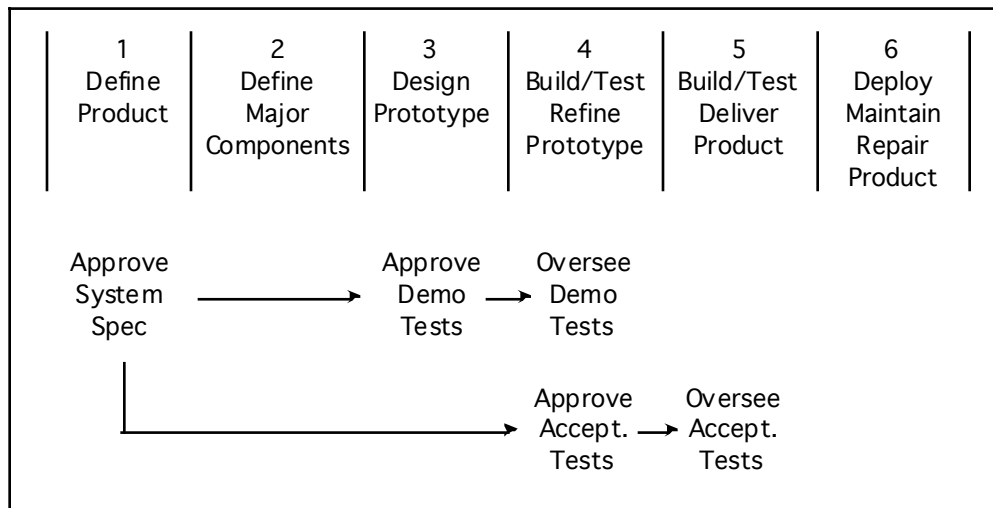 1
Define
Product
2
Define
Major
Components
3
Design
Prototype
4
Build/Test
Refine
Prototype
5
Build/Test
Deliver
Product
6
Deploy
Maintain
Repair
Product
Approve
System
Spec
Approve
Demo
Tests
Oversee
Demo
Tests
Approve
Accept.
Tests
Oversee
Accept.
Tests